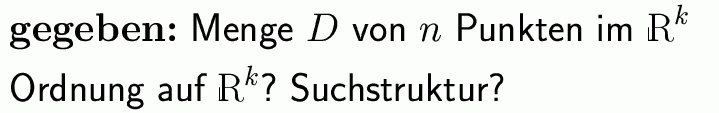 gegeben: Menge D von n Punkten im ℝ^k
Ordnung auf ℝ^k? Suchstruktur?